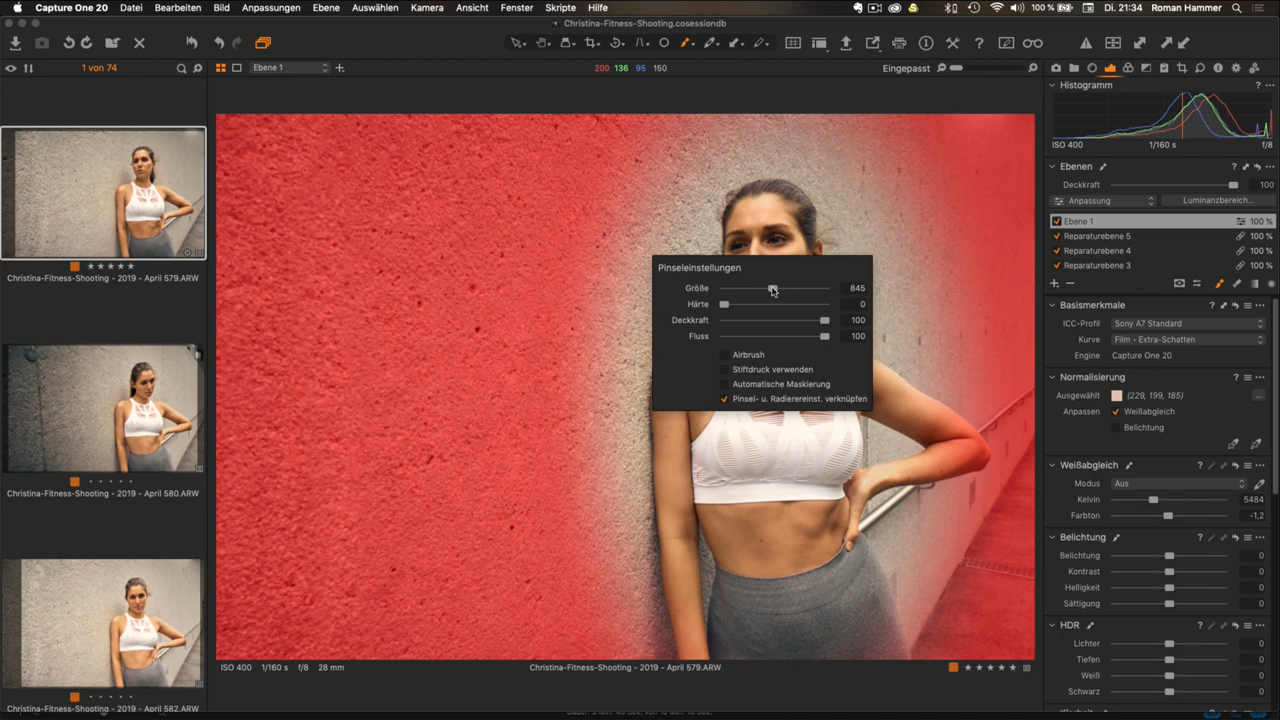 Capture One 20 Datei Bearbeiten Bild Anpassungen Ebene Auswählen Kamera Ansicht Fenster Skripte Hilfe 100 % Di. 21:34 Roman Hammer
Christina-Fitness-Shooting.cosessiondb
1 von 74
Ebene 1
200 136 95 150
Eingepasst
Christina-Fitness-Shooting - 2019 - April 579.ARW
Christina-Fitness-Shooting - 2019 - April 580.ARW
Christina-Fitness-Shooting - 2019 - April 582.ARW
Pinseleinstellungen
Größe 845
Härte 0
Deckkraft 100
Fluss 100
Airbrush
Stiftdruck verwenden
Automatische Maskierung
Pinsel- u. Radierereinst. verknüpfen
ISO 400 1/160 s f/8 28 mm
Christina-Fitness-Shooting - 2019 - April 579.ARW
Histogramm
ISO 400 1/160 s f/8
Ebenen
Deckkraft 100
Anpassung Luminanzbereich...
Ebene 1 100 %
Reparaturebene 5 100 %
Reparaturebene 4 100 %
Reparaturebene 3 100 %
Basismerkmale
ICC-Profil Sony A7 Standard
Kurve Film - Extra-Schatten
Engine Capture One 20
Normalisierung
Ausgewählt (229, 199, 185)
Anpassen Weißabgleich
Belichtung
Weißabgleich
Modus Aus
Kelvin 5484
Farbton -1,2
Belichtung
Belichtung 0
Kontrast 0
Helligkeit 0
Sättigung 0
HDR
Lichter 0
Tiefen 0
Weiß 0
Schwarz 0